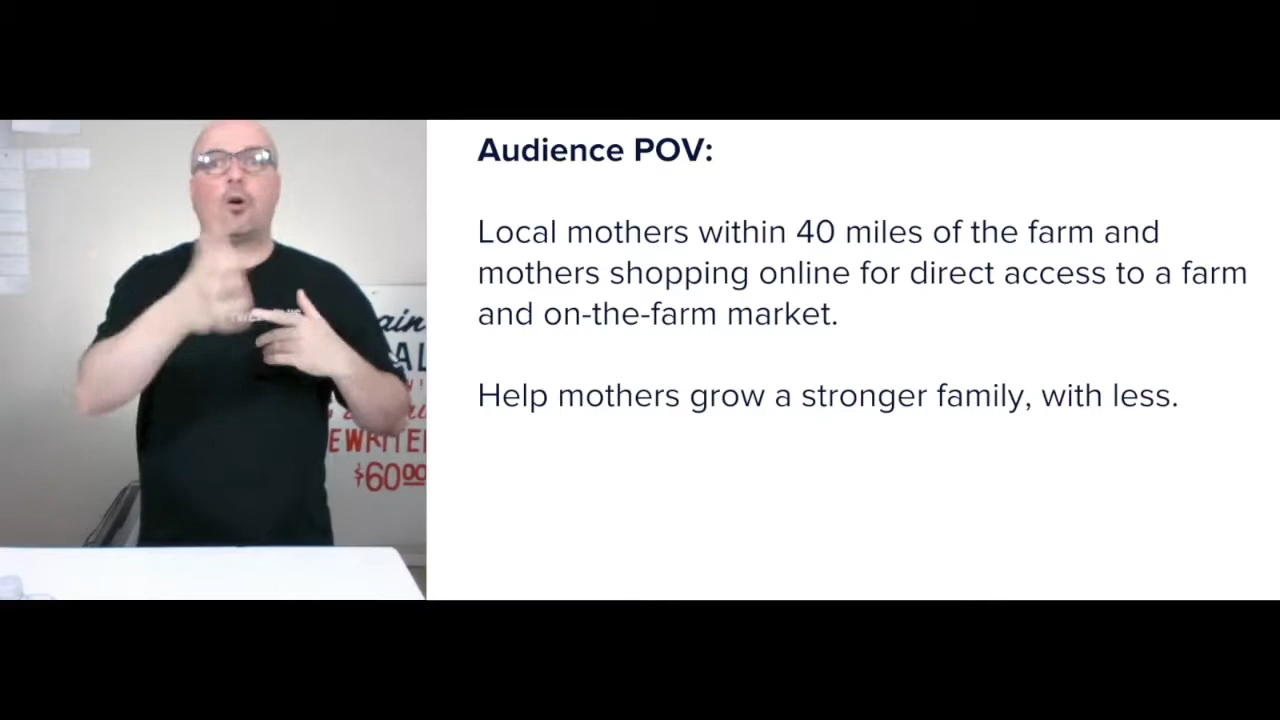 Audience POV:
Local mothers within 40 miles of the farm and
mothers shopping online for direct access to a farm
and on-the-farm market.
Help mothers grow a stronger family, with less.
$6000